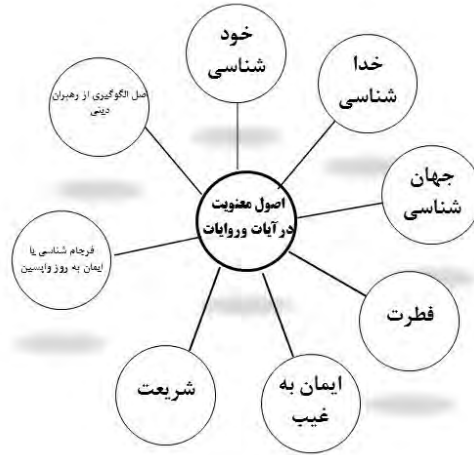 خود
شناسی
خدا
شناسی
جهان
شناسی
فطرت
ایمان به
غیب
شریعت
فرجام شناسی یا
ایمان به روز واپسین
صل الگوگیری از رهبران
دینی
اصول معنویت
در آیات و روایات